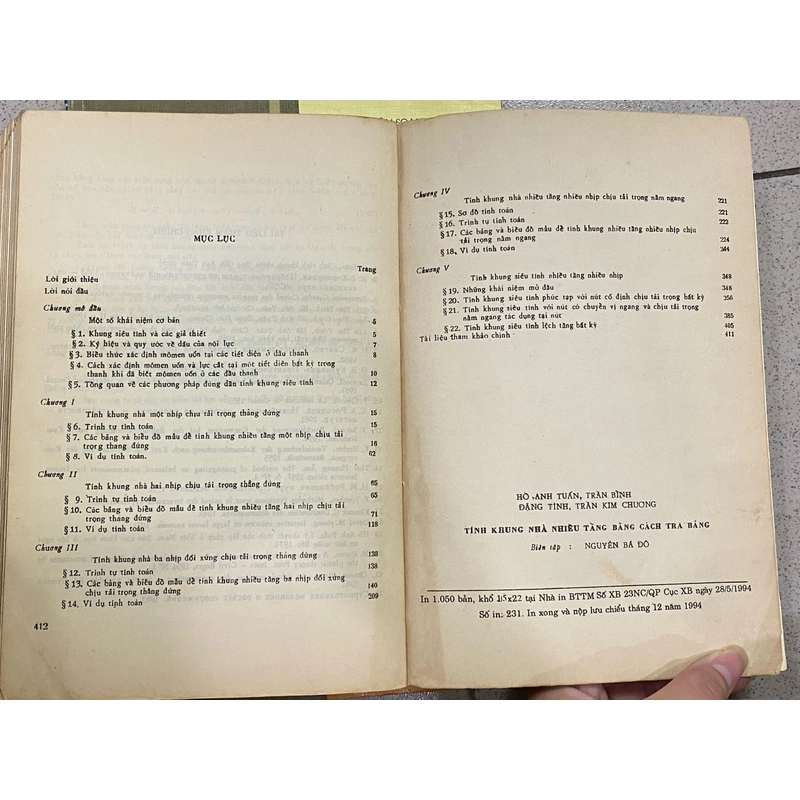 MỤC LỤC
Trang
Lời giới thiệu
Lời nói đầu
Chương mở đầu
Một số khái niệm cơ bản 5
§ 1. Khung siêu tĩnh và các giả thiết 5
§ 2. Ký hiệu và quy ước về dấu của nội lực 7
§ 3. Biểu thức xác định mômen uốn tại các tiết diện ở đầu thanh 8
§ 4. Cách xác định mômen uốn và lực cắt tại một tiết diện bất kỳ trong
thanh khi đã biết mômen uốn ở các đầu thanh 10
§ 5. Tổng quan về các phương pháp đúng dần tính khung siêu tĩnh 12
Chương I
Tính khung nhà một nhịp chịu tải trọng thẳng đứng 15
§ 6. Trình tự tính toán 15
§ 7. Các bảng và biểu đồ mẫu để tính khung nhiều tầng một nhịp chịu tải
trọng thang đứng 16
§ 8. Ví dụ tính toán. 62
Chương II
Tính khung nhà hai nhịp chịu tải trọng thẳng đứng 65
§ 9. Trình tự tính toán 65
§ 10. Các bảng và biểu đồ mẫu để tính khung nhiều tầng hai nhịp chịu tải
trọng thang đứng 71
§ 11. Ví dụ tính toán 118
Chương III
Tính khung nhà ba nhịp đối xứng chịu tải trọng thẳng đứng 138
§ 12. Trình tự tính toán 138
§ 13. Các bảng và biểu đồ mẫu để tính khung nhiều tầng ba nhịp đối xứng
chịu tải trọng thẳng đứng 140
§ 14. Ví dụ tính toán 209
412
Chương IV
Tính khung nhà nhiều tầng nhiều nhịp chịu tải trọng nằm ngang 221
§ 15. Sơ đồ tính toán 221
§ 16. Trình tự tính toán 222
§ 17. Các bảng và biểu đồ mẫu để tính khung nhiều tầng nhiều nhịp chịu
tải trọng nằm ngang 224
§ 18. Ví dụ tính toán 344
Chương V
Tính khung siêu tĩnh nhiều tầng nhiều nhịp 348
§ 19. Những khái niệm mở đầu 348
§ 20. Tính khung siêu tĩnh phức tạp với nút cố định chịu tải trọng bất kỳ 356
§ 21. Tính khung siêu tĩnh với nút có chuyển vị ngang và chịu tải trọng
nằm ngang tác dụng tại nút 385
§ 22. Tính khung siêu tĩnh lệch tầng bất kỳ 405
Tài liệu tham khảo chính 411
HỒ ANH TUẤN, TRẦN BÌNH
ĐẶNG TỈNH, TRẦN KIM CHƯƠNG
TÍNH KHUNG NHÀ NHIỀU TẦNG BẰNG CÁCH TRA BẢNG
Biên tập : NGUYỄN BÁ ĐÔ
In 1.050 bản, khổ 15x22 tại Nhà in BTTM Số XB 23NC/QP Cục XB ngày 28/5/1994
Số in: 231. In xong và nộp lưu chiểu tháng 12 năm 1994